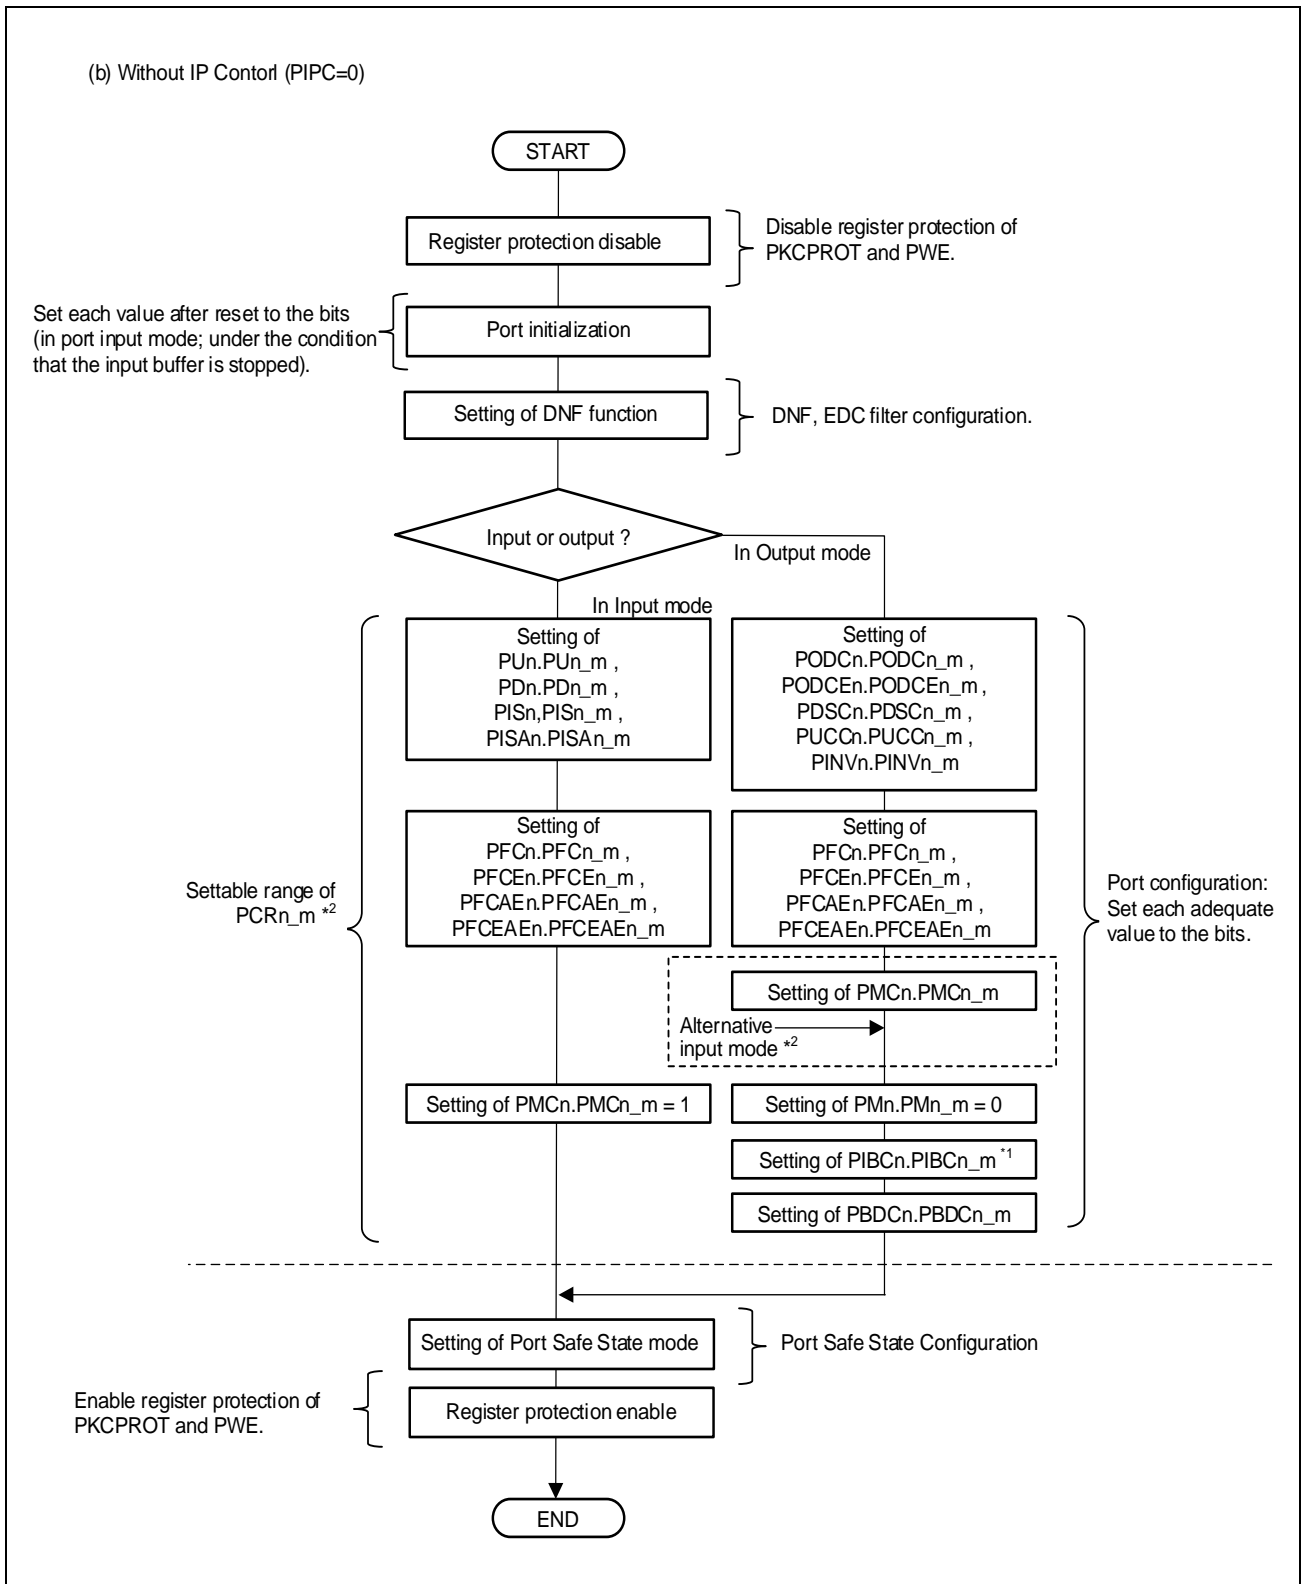 (b) Without IP Contorl (PIPC=0)
START
Register protection disable
Disable register protection of
PKCPROT and PWE.
Set each value after reset to the bits
(in port input mode; under the condition
that the input buffer is stopped).
Port initialization
Setting of DNF function
DNF, EDC filter configuration.
Input or output ?
In Output mode
In Input mode
Setting of
PUn.PUn_m ,
PDn.PDn_m ,
PISn,PISn_m ,
PISAn.PISAn_m
Setting of
PODCn.PODCn_m ,
PODCEn.PODCEn_m ,
PDSCn.PDSCn_m ,
PUCCn.PUCCn_m ,
PINVn.PINVn_m
Setting of
PFCn.PFCn_m ,
PFCEn.PFCEn_m ,
PFCAEn.PFCAEn_m ,
PFCEAEn.PFCEAEn_m
Setting of
PFCn.PFCn_m ,
PFCEn.PFCEn_m ,
PFCAEn.PFCAEn_m ,
PFCEAEn.PFCEAEn_m
Settable range of
PCRn_m *2
Port configuration:
Set each adequate
value to the bits.
Setting of PMCn.PMCn_m
Alternative
input mode *2
Setting of PMCn.PMCn_m = 1
Setting of PMn.PMn_m = 0
Setting of PIBCn.PIBCn_m *1
Setting of PBDCn.PBDCn_m
Setting of Port Safe State mode
Port Safe State Configuration
Enable register protection of
PKCPROT and PWE.
Register protection enable
END